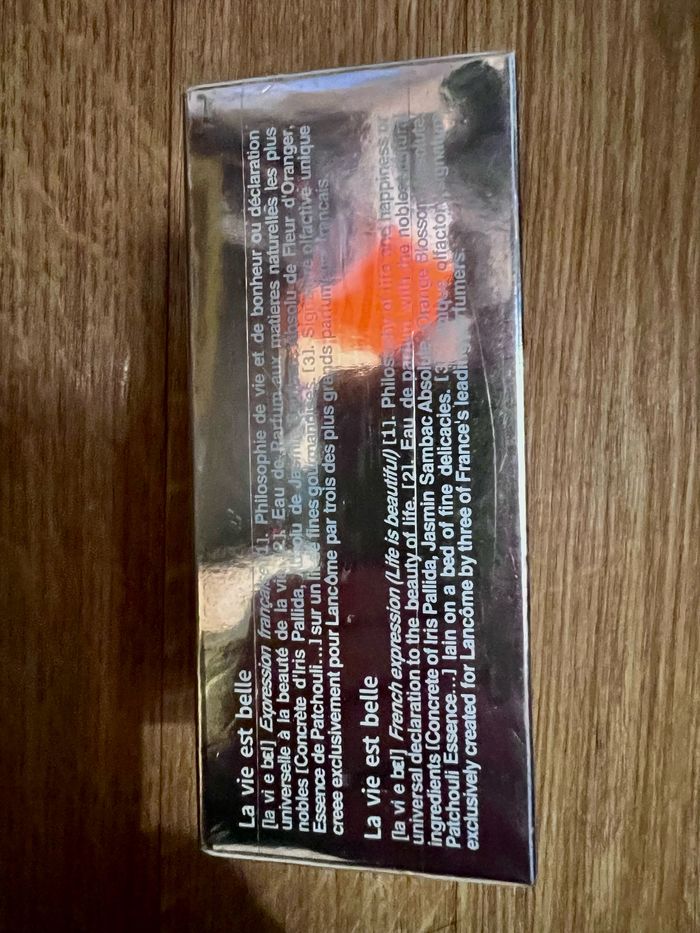 La vie est belle
[la vi e bɛl] Expression française [1]. Philosophie de vie et de bonheur ou déclaration
universelle à la beauté de la vie. [2]. Eau de Parfum aux matieres naturelles les plus
nobles [Concrète d'Iris Pallida, Absolu de Jasmin Absolu de Fleur d'Oranger,
Essence de Patchouli...] sur un lit de fines gourmandises. [3]. Signature olfactive unique
creee exclusivement pour Lancôme par trois des plus grands parfumeurs français.
La vie est belle
[la vi e bɛl] French expression (Life is beautiful) [1]. Philosophy of life and happiness or
universal declaration to the beauty of life. [2]. Eau de parfum with the nobles natural
ingredients [Concrete of Iris Pallida, Jasmin Sambac Absolute, Orange Blossom
Patchouli Essence...] lain on a bed of fine delicacies. [3] olfactory signature
exclusively created for Lancôme by three of France's leading perfumers.